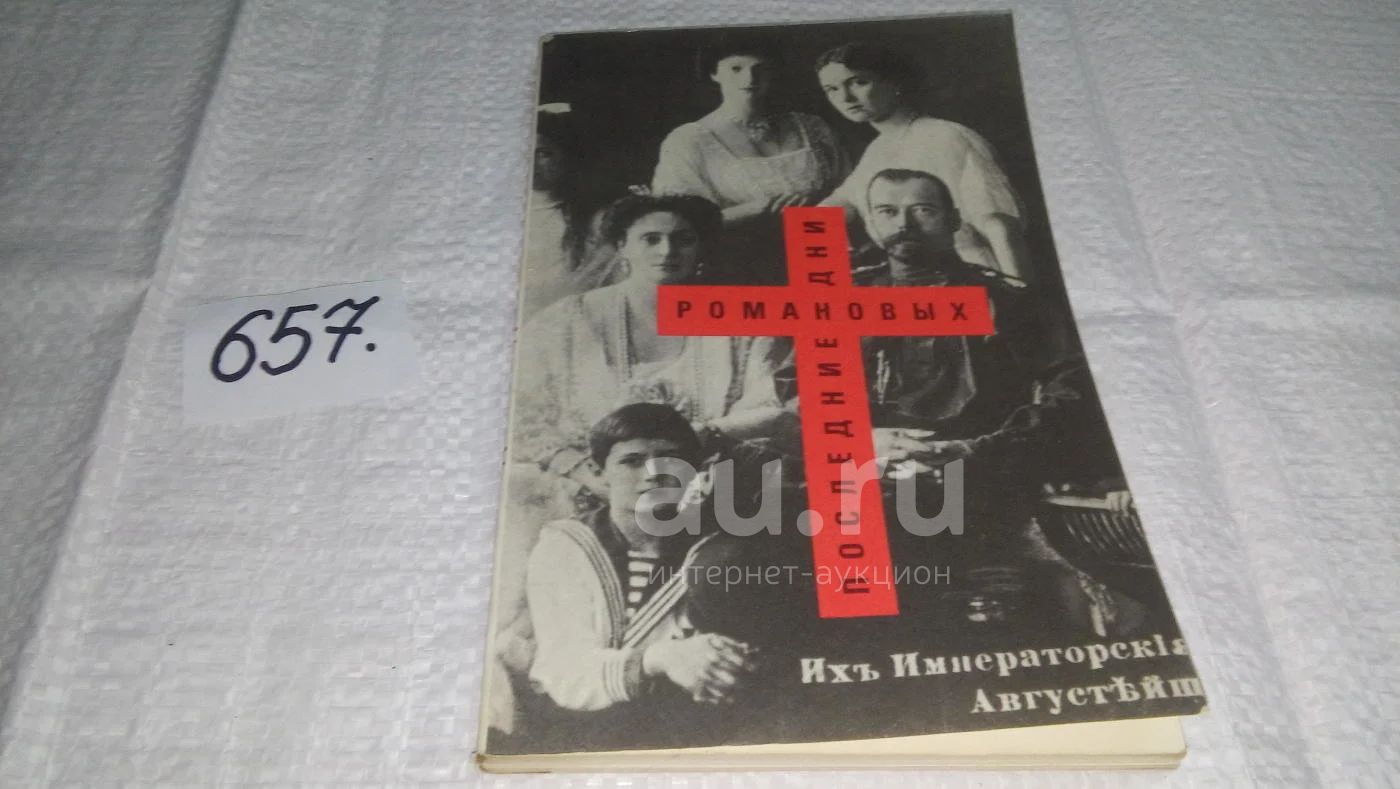 657.
РОМАНОВЫХ
ПОСЛЕДНИЕ ДНИ
au.ru
интернет-аукцион
Ихъ Императорскія
Августѣйш